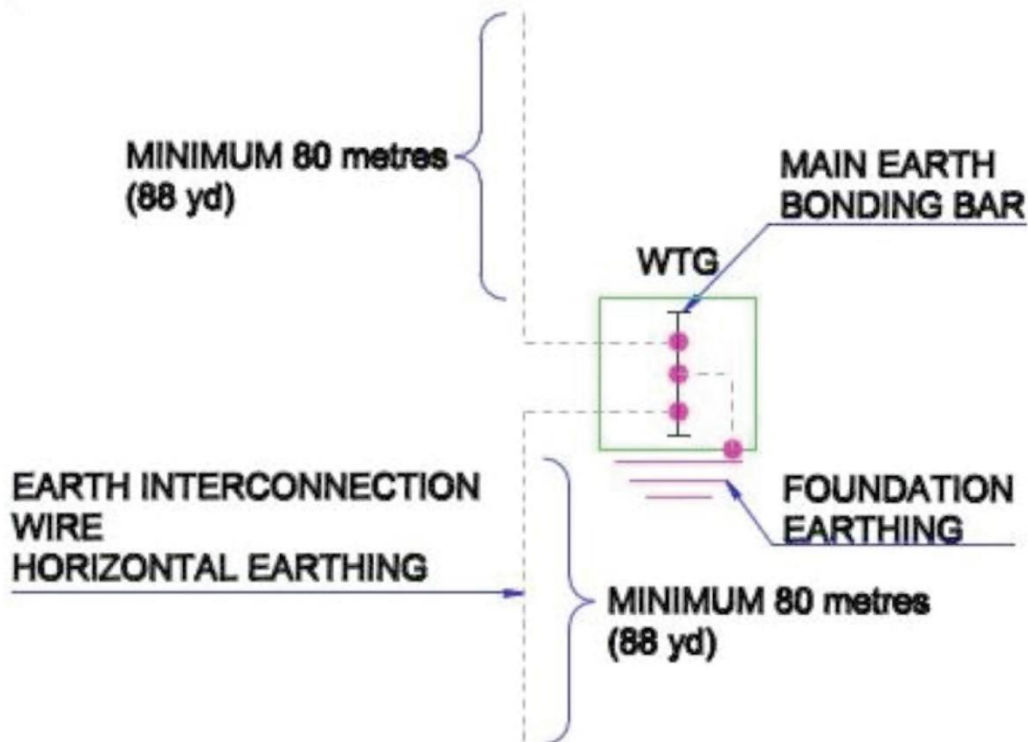 MINIMUM 80 metres
(88 yd)
MAIN EARTH
BONDING BAR
WTG
EARTH INTERCONNECTION
WIRE
HORIZONTAL EARTHING
FOUNDATION
EARTHING
MINIMUM 80 metres
(88 yd)